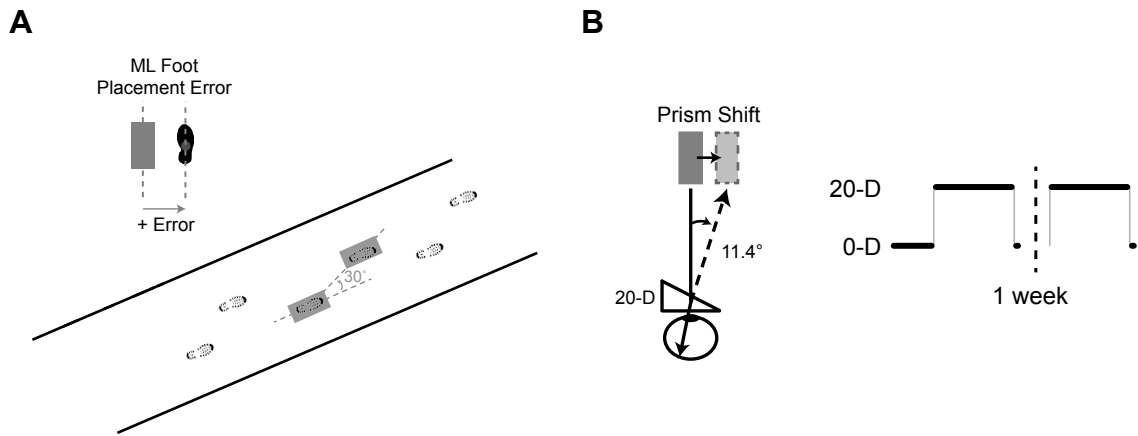 A
ML Foot
Placement Error
+ Error
30°
B
Prism Shift
11.4°
20-D
20-D
0-D
1 week